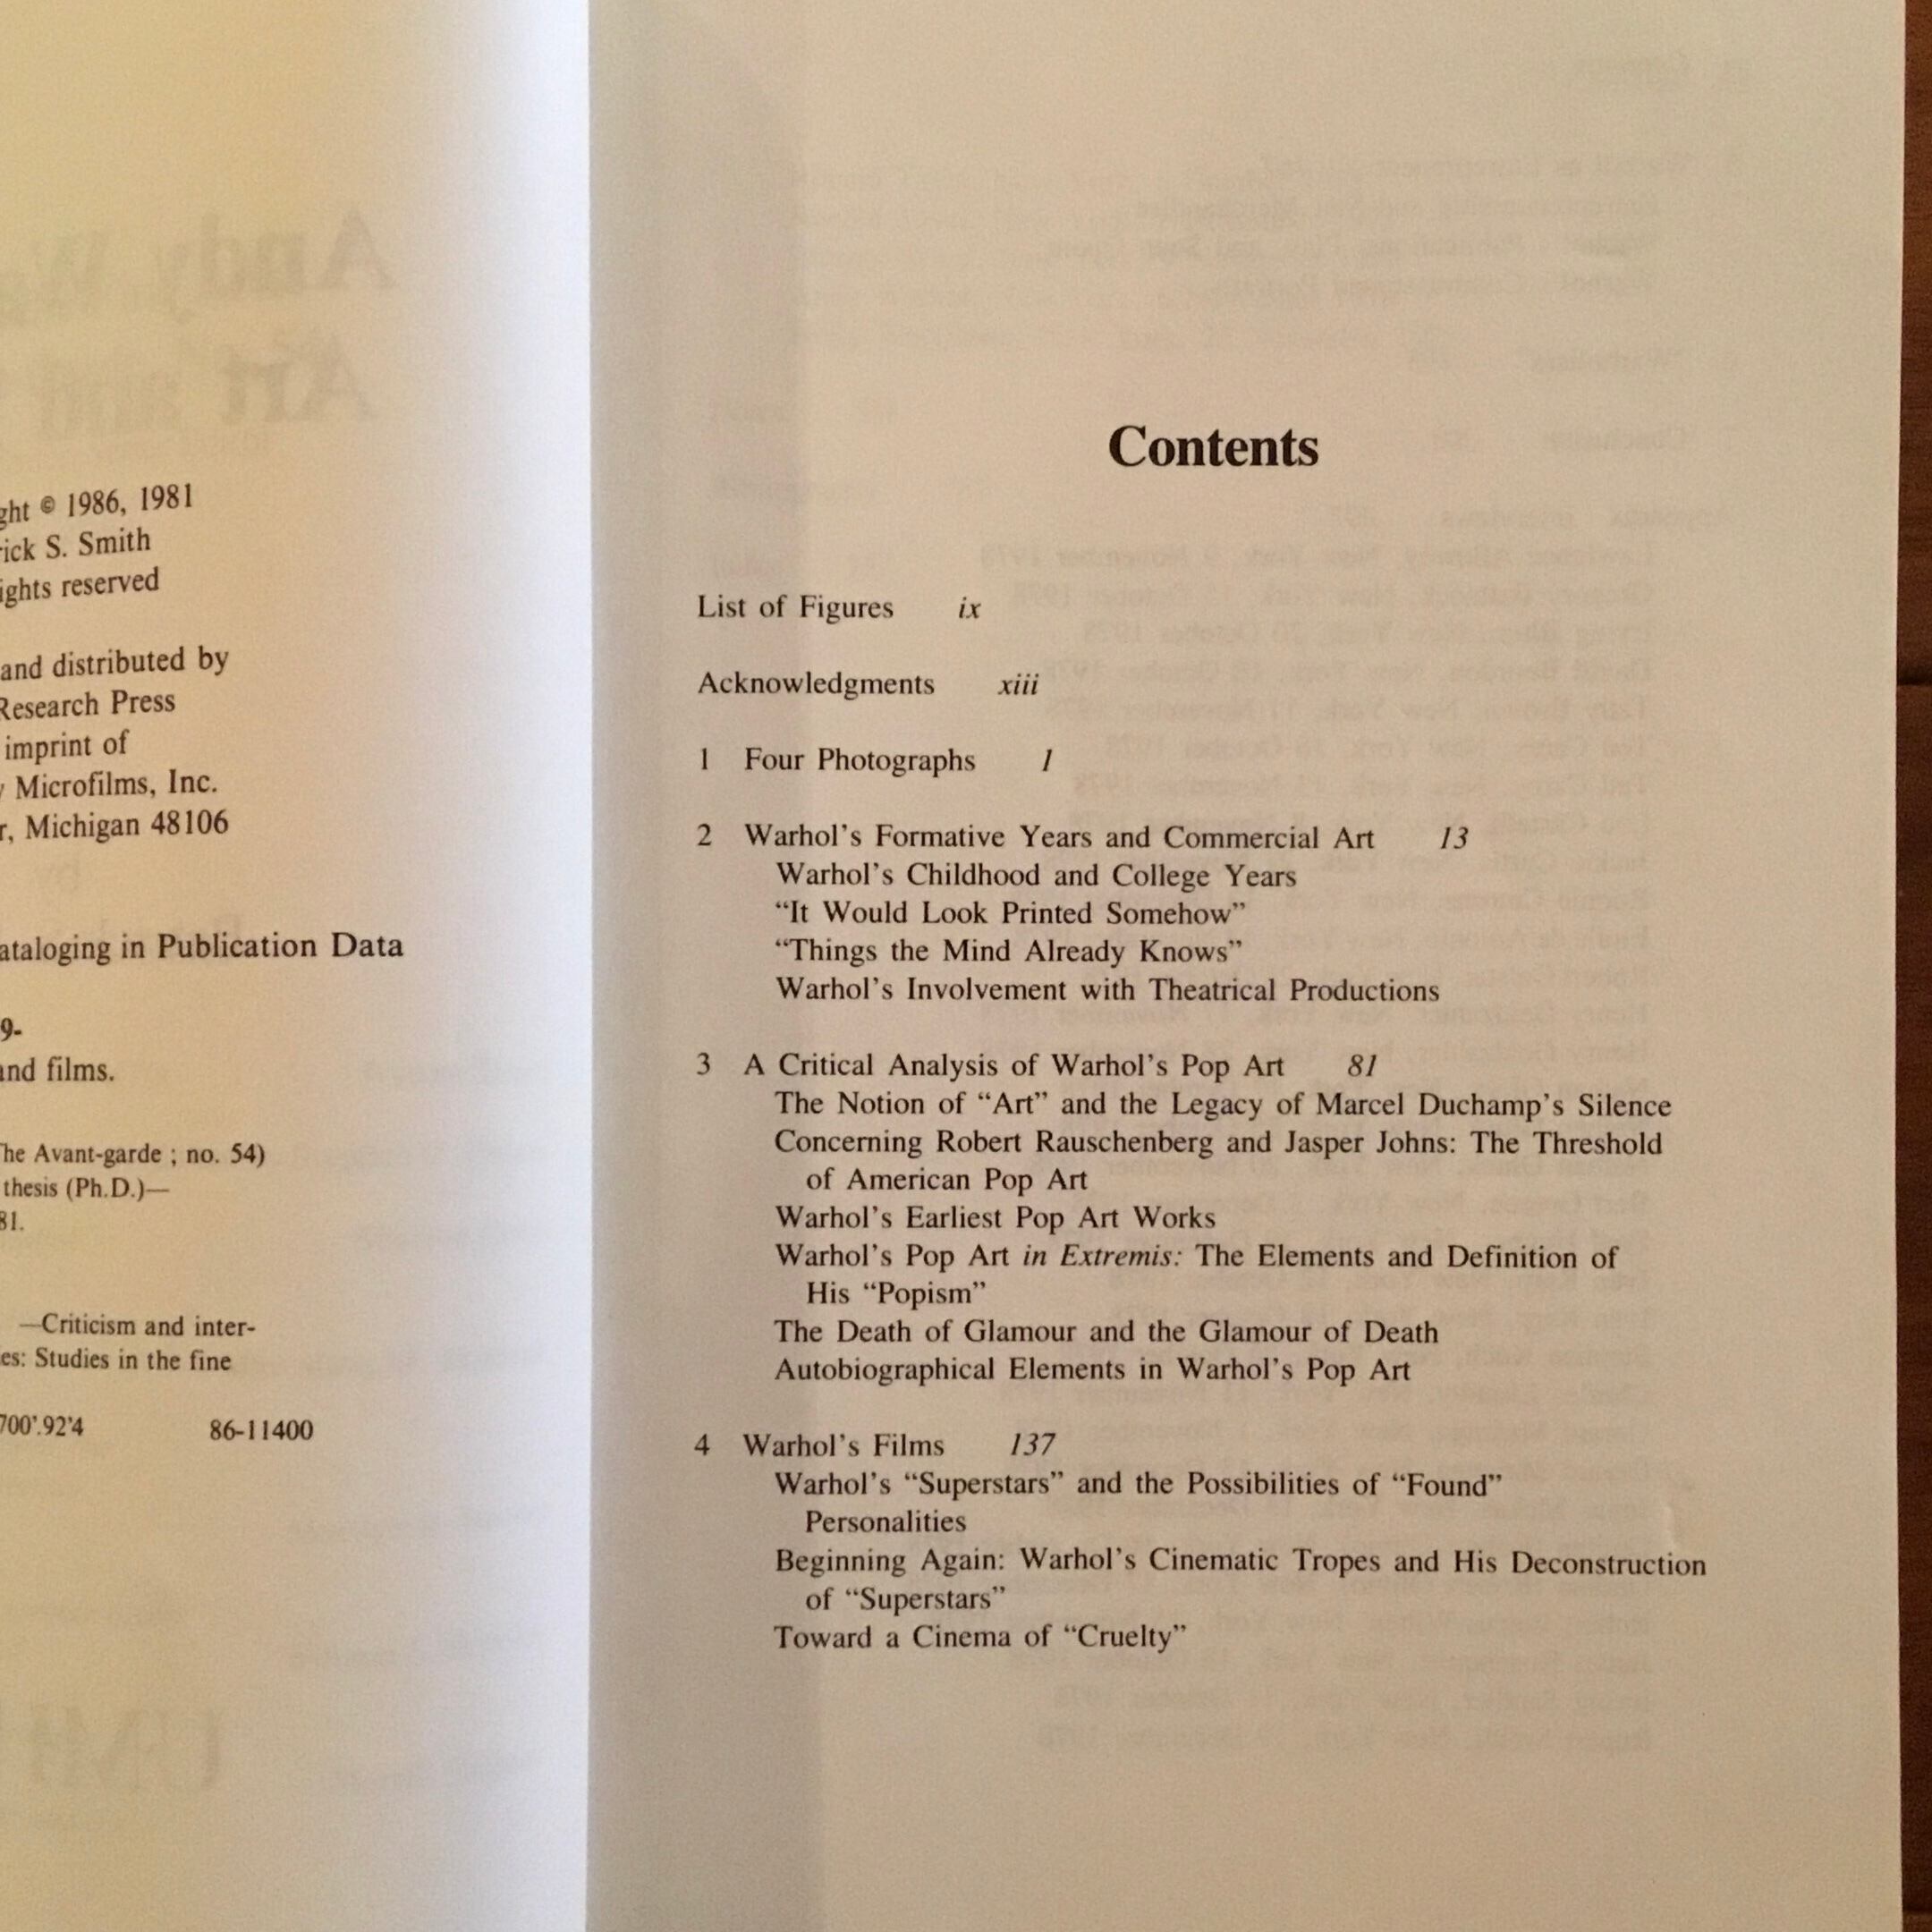 ght © 1986, 1981
rick S. Smith
ights reserved
and distributed by
Research Press
imprint of
Microfilms, Inc.
r, Michigan 48106
ataloging in Publication Data
9-
and films.
The Avant-garde ; no. 54)
thesis (Ph.D.)—
81.
—Criticism and inter-
es: Studies in the fine
700'.92'4 86-11400
Contents
List of Figures ix
Acknowledgments xiii
1 Four Photographs 1
2 Warhol's Formative Years and Commercial Art 13
Warhol's Childhood and College Years
“It Would Look Printed Somehow”
“Things the Mind Already Knows”
Warhol's Involvement with Theatrical Productions
3 A Critical Analysis of Warhol's Pop Art 81
The Notion of “Art” and the Legacy of Marcel Duchamp's Silence
Concerning Robert Rauschenberg and Jasper Johns: The Threshold
of American Pop Art
Warhol's Earliest Pop Art Works
Warhol's Pop Art in Extremis: The Elements and Definition of
His “Popism”
The Death of Glamour and the Glamour of Death
Autobiographical Elements in Warhol's Pop Art
4 Warhol's Films 137
Warhol's “Superstars” and the Possibilities of “Found”
Personalities
Beginning Again: Warhol's Cinematic Tropes and His Deconstruction
of “Superstars”
Toward a Cinema of “Cruelty”